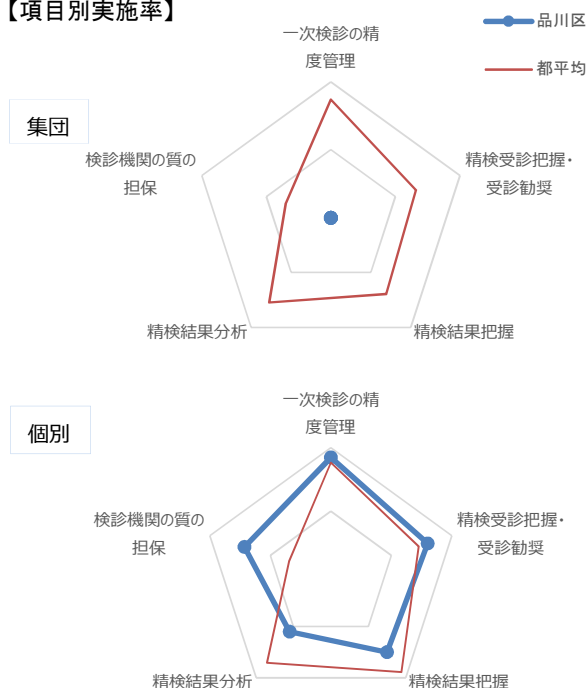 【項目別実施率】
品川区
都平均
集団
一次検診の精
度管理
検診機関の質の
担保
精検受診把握・
受診勧奨
精検結果分析
精検結果把握
個別
一次検診の精
度管理
検診機関の質の
担保
精検受診把握・
受診勧奨
精検結果分析
精検結果把握